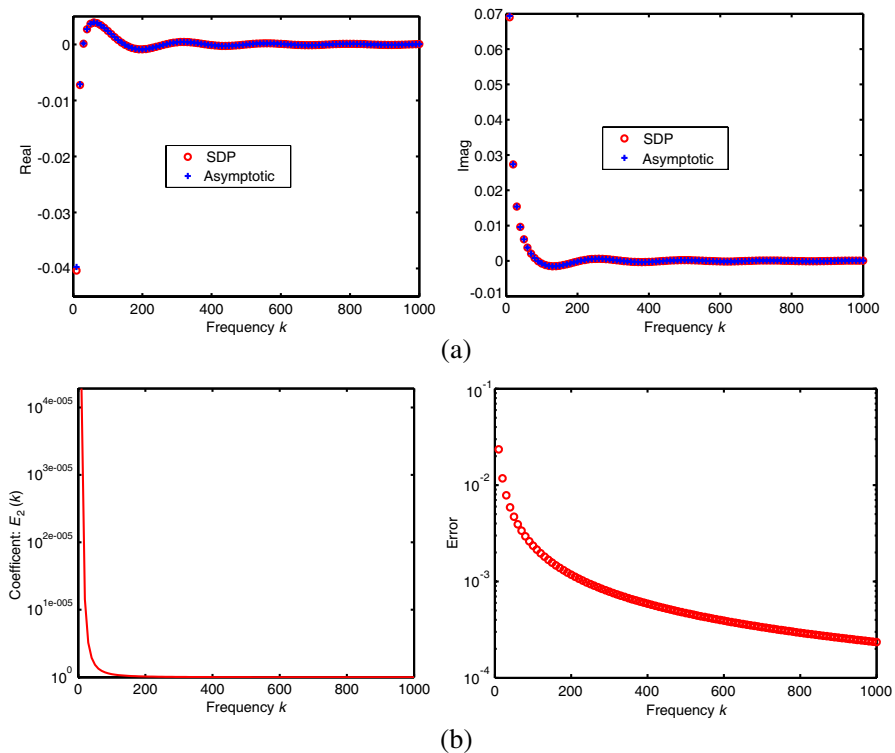 0
-0.01
-0.02
-0.03
-0.04
Real
SDP
Asymptotic
0 200 400 600 800 1000
Frequency k
0.07
0.06
0.05
0.04
0.03
0.02
0.01
0
-0.01
Imag
SDP
Asymptotic
0 200 400 600 800 1000
Frequency k
(a)
10^4e-005
10^3e-005
10^2e-005
10^1e-005
10^0
Coefficent: E_2 (k)
0 200 400 600 800 1000
Frequency k
10^-1
10^-2
10^-3
10^-4
Error
0 200 400 600 800 1000
Frequency k
(b)